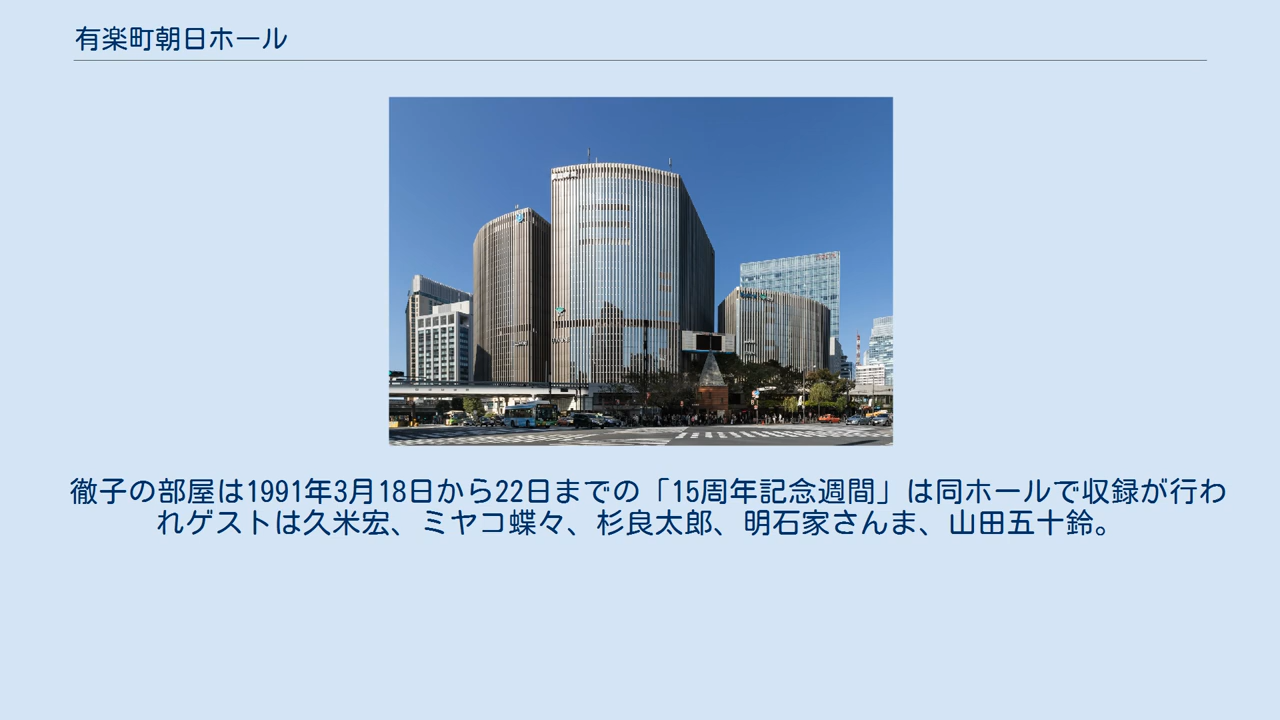 有楽町朝日ホール
徹子の部屋は1991年3月18日から22日までの「15周年記念週間」は同ホールで収録が行わ
れゲストは久米宏、ミヤコ蝶々、杉良太郎、明石家さんま、山田五十鈴。